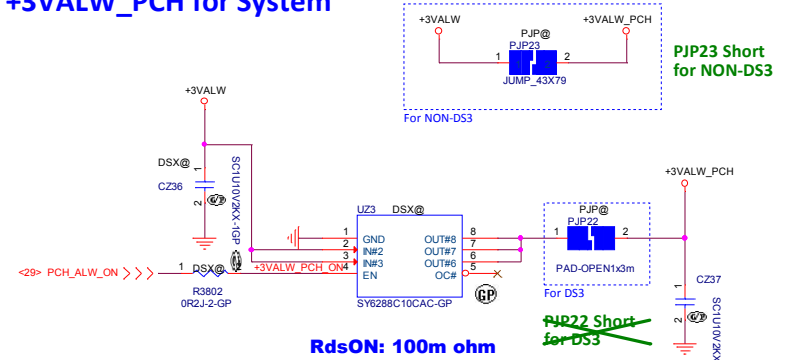 +3VALW_PCH for System
+3VALW
+3VALW_PCH
PJP@
PJP23
1
2
JUMP_43X79
For NON-DS3
PJP23 Short
for NON-DS3
+3VALW
DSX@
1
CZ36
2
SC1U10V2KX-1GP
UZ3 DSX@
1 GND
2 IN#2
3 IN#3
4 EN
OUT#8 8
OUT#7 7
OUT#6 6
OC# 5
SY6288C10CAC-GP
GP
<29> PCH_ALW_ON
1 DSX@ 2
+3VALW_PCH_ON
R3802
0R2J-2-GP
PJP@
PJP22
1
2
PAD-OPEN1x3m
For DS3
PJP22 Short
for DS3
+3VALW_PCH
CZ37
1
2
SC1U10V2KX
RdsON: 100m ohm